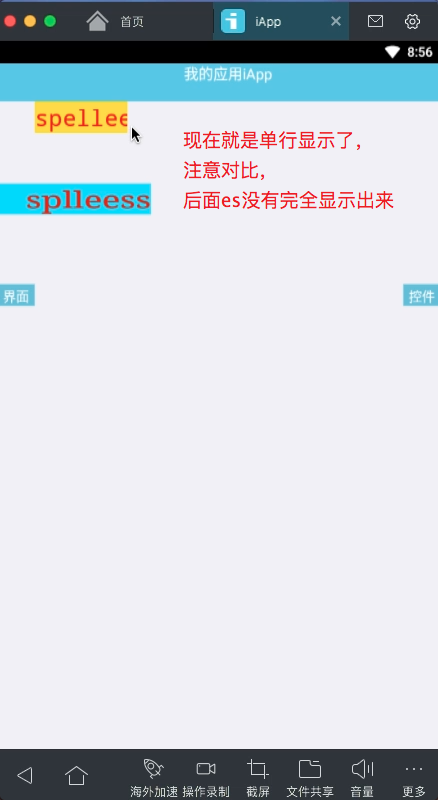 首页
iApp
8:56
我的应用iApp
spellee
现在就是单行显示了,
注意对比,
splleess
后面es没有完全显示出来
界面
控件
海外加速 操作录制 截屏 文件共享 音量 更多